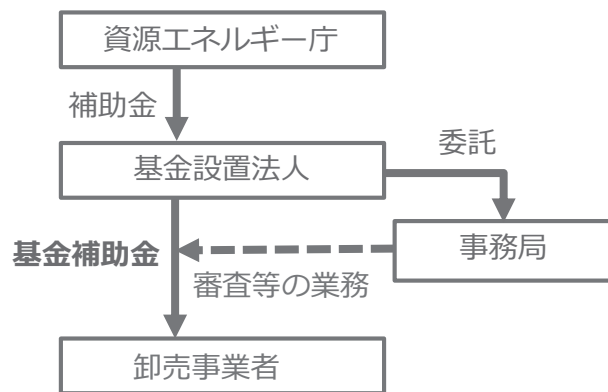 資源エネルギー庁
補助金
基金設置法人
委託
基金補助金
事務局
審査等の業務
卸売事業者